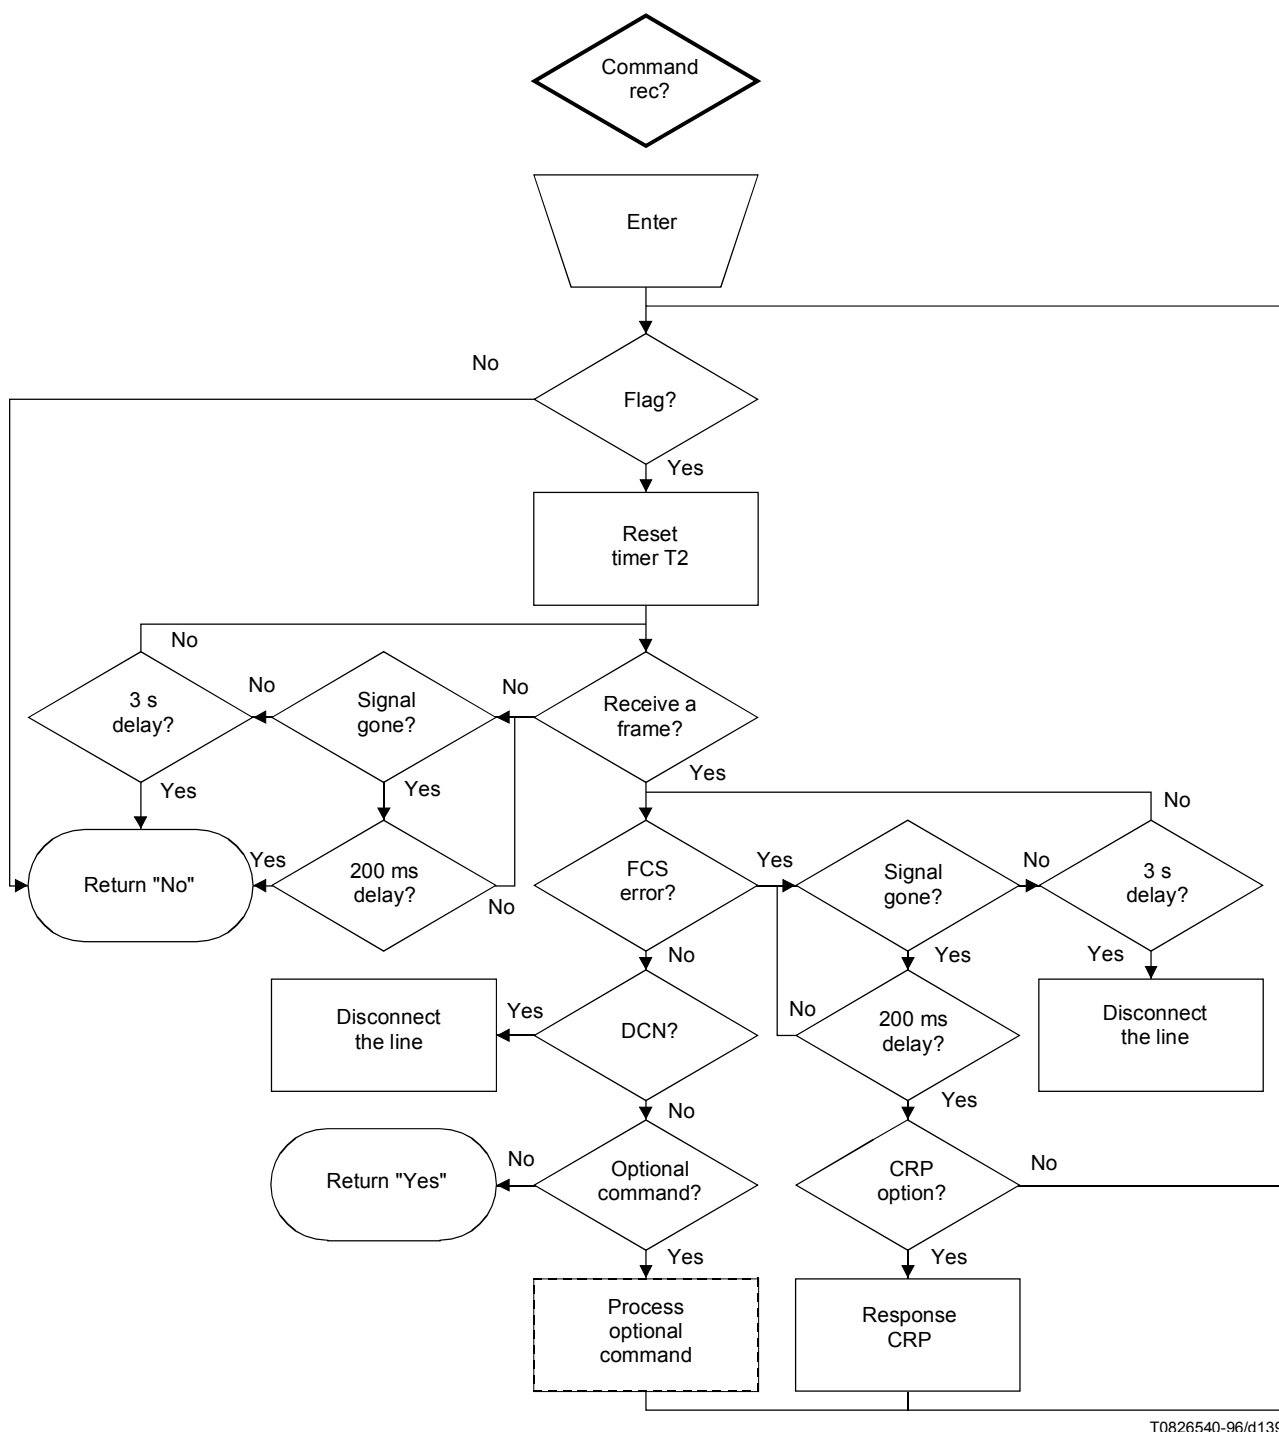 Command
rec?
Enter
No
Flag?
Yes
Reset
timer T2
No
3 s
delay?
No
Signal
gone?
No
Receive a
frame?
Yes
Yes
Yes
No
Return "No"
Yes
200 ms
delay?
No
FCS
error?
Yes
Signal
gone?
No
3 s
delay?
No
Yes
Yes
Disconnect
the line
Yes
DCN?
No
200 ms
delay?
Disconnect
the line
No
Yes
Return "Yes"
No
Optional
command?
CRP
option?
No
Yes
Yes
Process
optional
command
Response
CRP
T0826540-96/d139